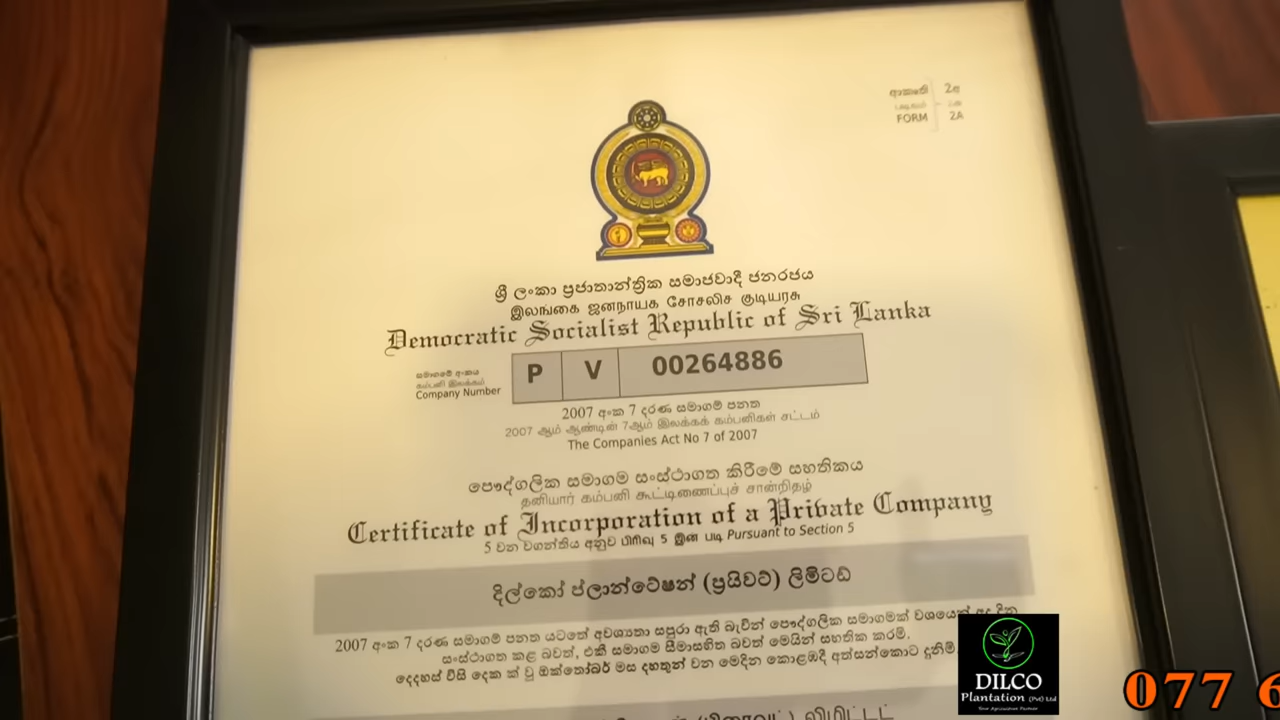 ආකෘති 2අ
FORM 2A
ශ්‍රී ලංකා ප්‍රජාතාන්ත්‍රික සමාජවාදී ජනරජය
இலங்கை ஜனநாயக சோசலிச குடியரசு
Democratic Socialist Republic of Sri Lanka
සමාගමේ අංකය
கம்பனி இலக்கம்
Company Number
P V 00264886
2007 අංක 7 දරණ සමාගම් පනත
2007 ஆம் ஆண்டின் 7ஆம் இலக்கக் கம்பனிகள் சட்டம்
The Companies Act No 7 of 2007
පෞද්ගලික සමාගම සංස්ථාගත කිරීමේ සහතිකය
தனியார் கம்பனி கூட்டிணைப்புச் சான்றிதழ்
Certificate of Incorporation of a Private Company
5 වන වගන්තිය අනුව பிரிவு 5 இன் படி Pursuant to Section 5
දිල්කෝ ප්ලාන්ටේෂන් (ප්‍රයිවට්) ලිමිටඩ්
2007 අංක 7 දරණ සමාගම් පනත යටතේ අවශ්‍යතා සපුරා ඇති බැවින් පෞද්ගලික සමාගමක් වශයෙන් අද දින
සංස්ථාගත කළ බවත්, එකී සමාගම සීමාසහිත බවත් මෙයින් සහතික කරමි.
දෙදහස් විසි දෙක ක් වූ ඔක්තෝබර් මස දහතුන් වන මෙදින කොළඹදී අත්සන්කොට දුනිමි.
DILCO
Plantation (Pvt) Ltd
Your Agriculture Partner
077 6